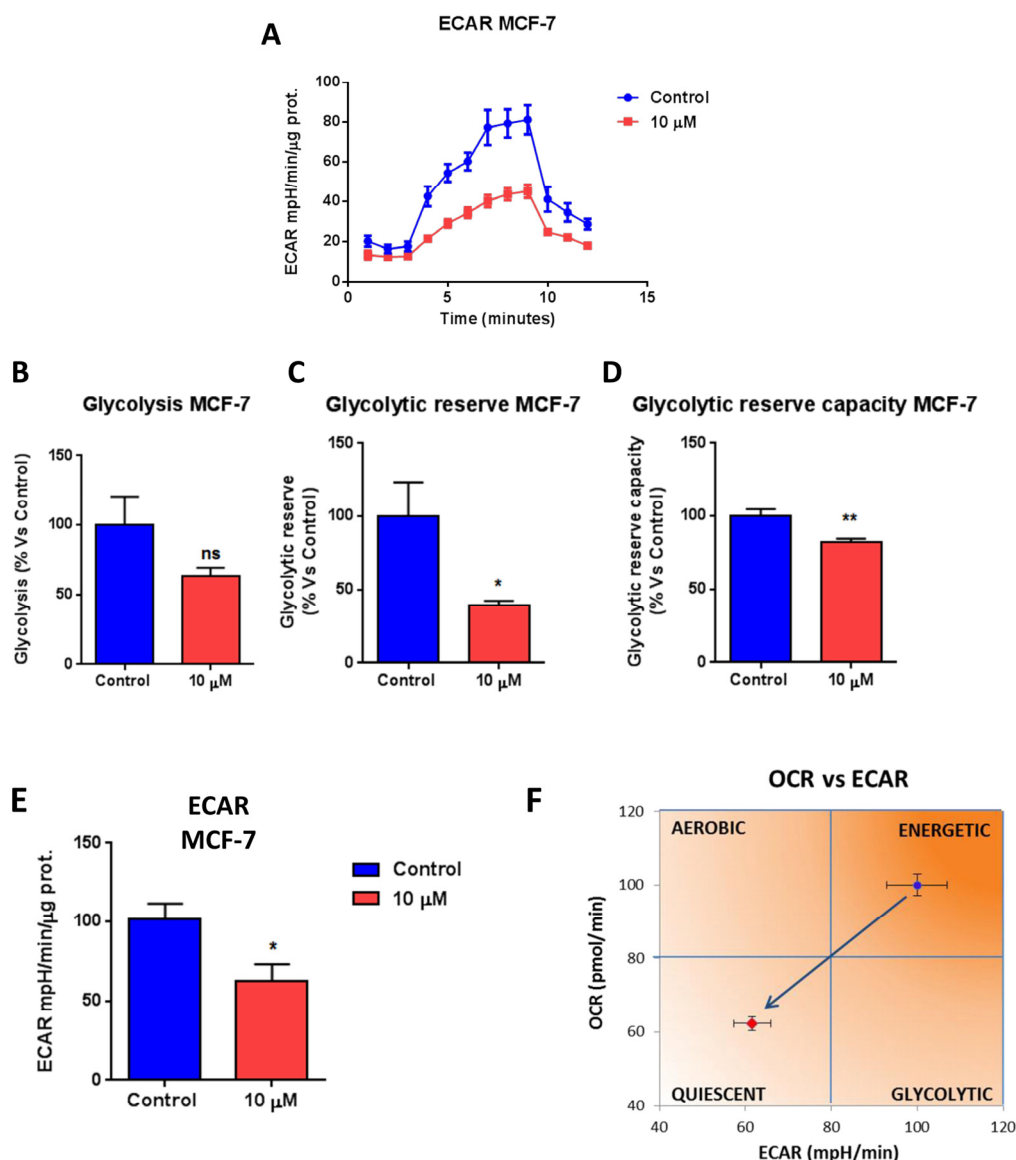 A
ECAR MCF-7
ECAR mpH/min/µg prot.
100
80
60
40
20
0
0
5
10
15
Time (minutes)
Control
10 µM
B
Glycolysis MCF-7
Glycolysis (% Vs Control)
150
100
50
0
Control
10 µM
ns
C
Glycolytic reserve MCF-7
Glycolytic reserve
(% Vs Control)
150
100
50
0
Control
10 µM
*
D
Glycolytic reserve capacity MCF-7
Glycolytic reserve capacity
(% Vs Control)
150
100
50
0
Control
10 µM
**
E
ECAR
MCF-7
ECAR mpH/min/µg prot.
150
100
50
0
Control
10 µM
*
Control
10 µM
F
OCR vs ECAR
OCR (pmol/min)
120
100
80
60
40
AEROBIC
ENERGETIC
QUIESCENT
GLYCOLYTIC
40
60
80
100
120
ECAR (mpH/min)